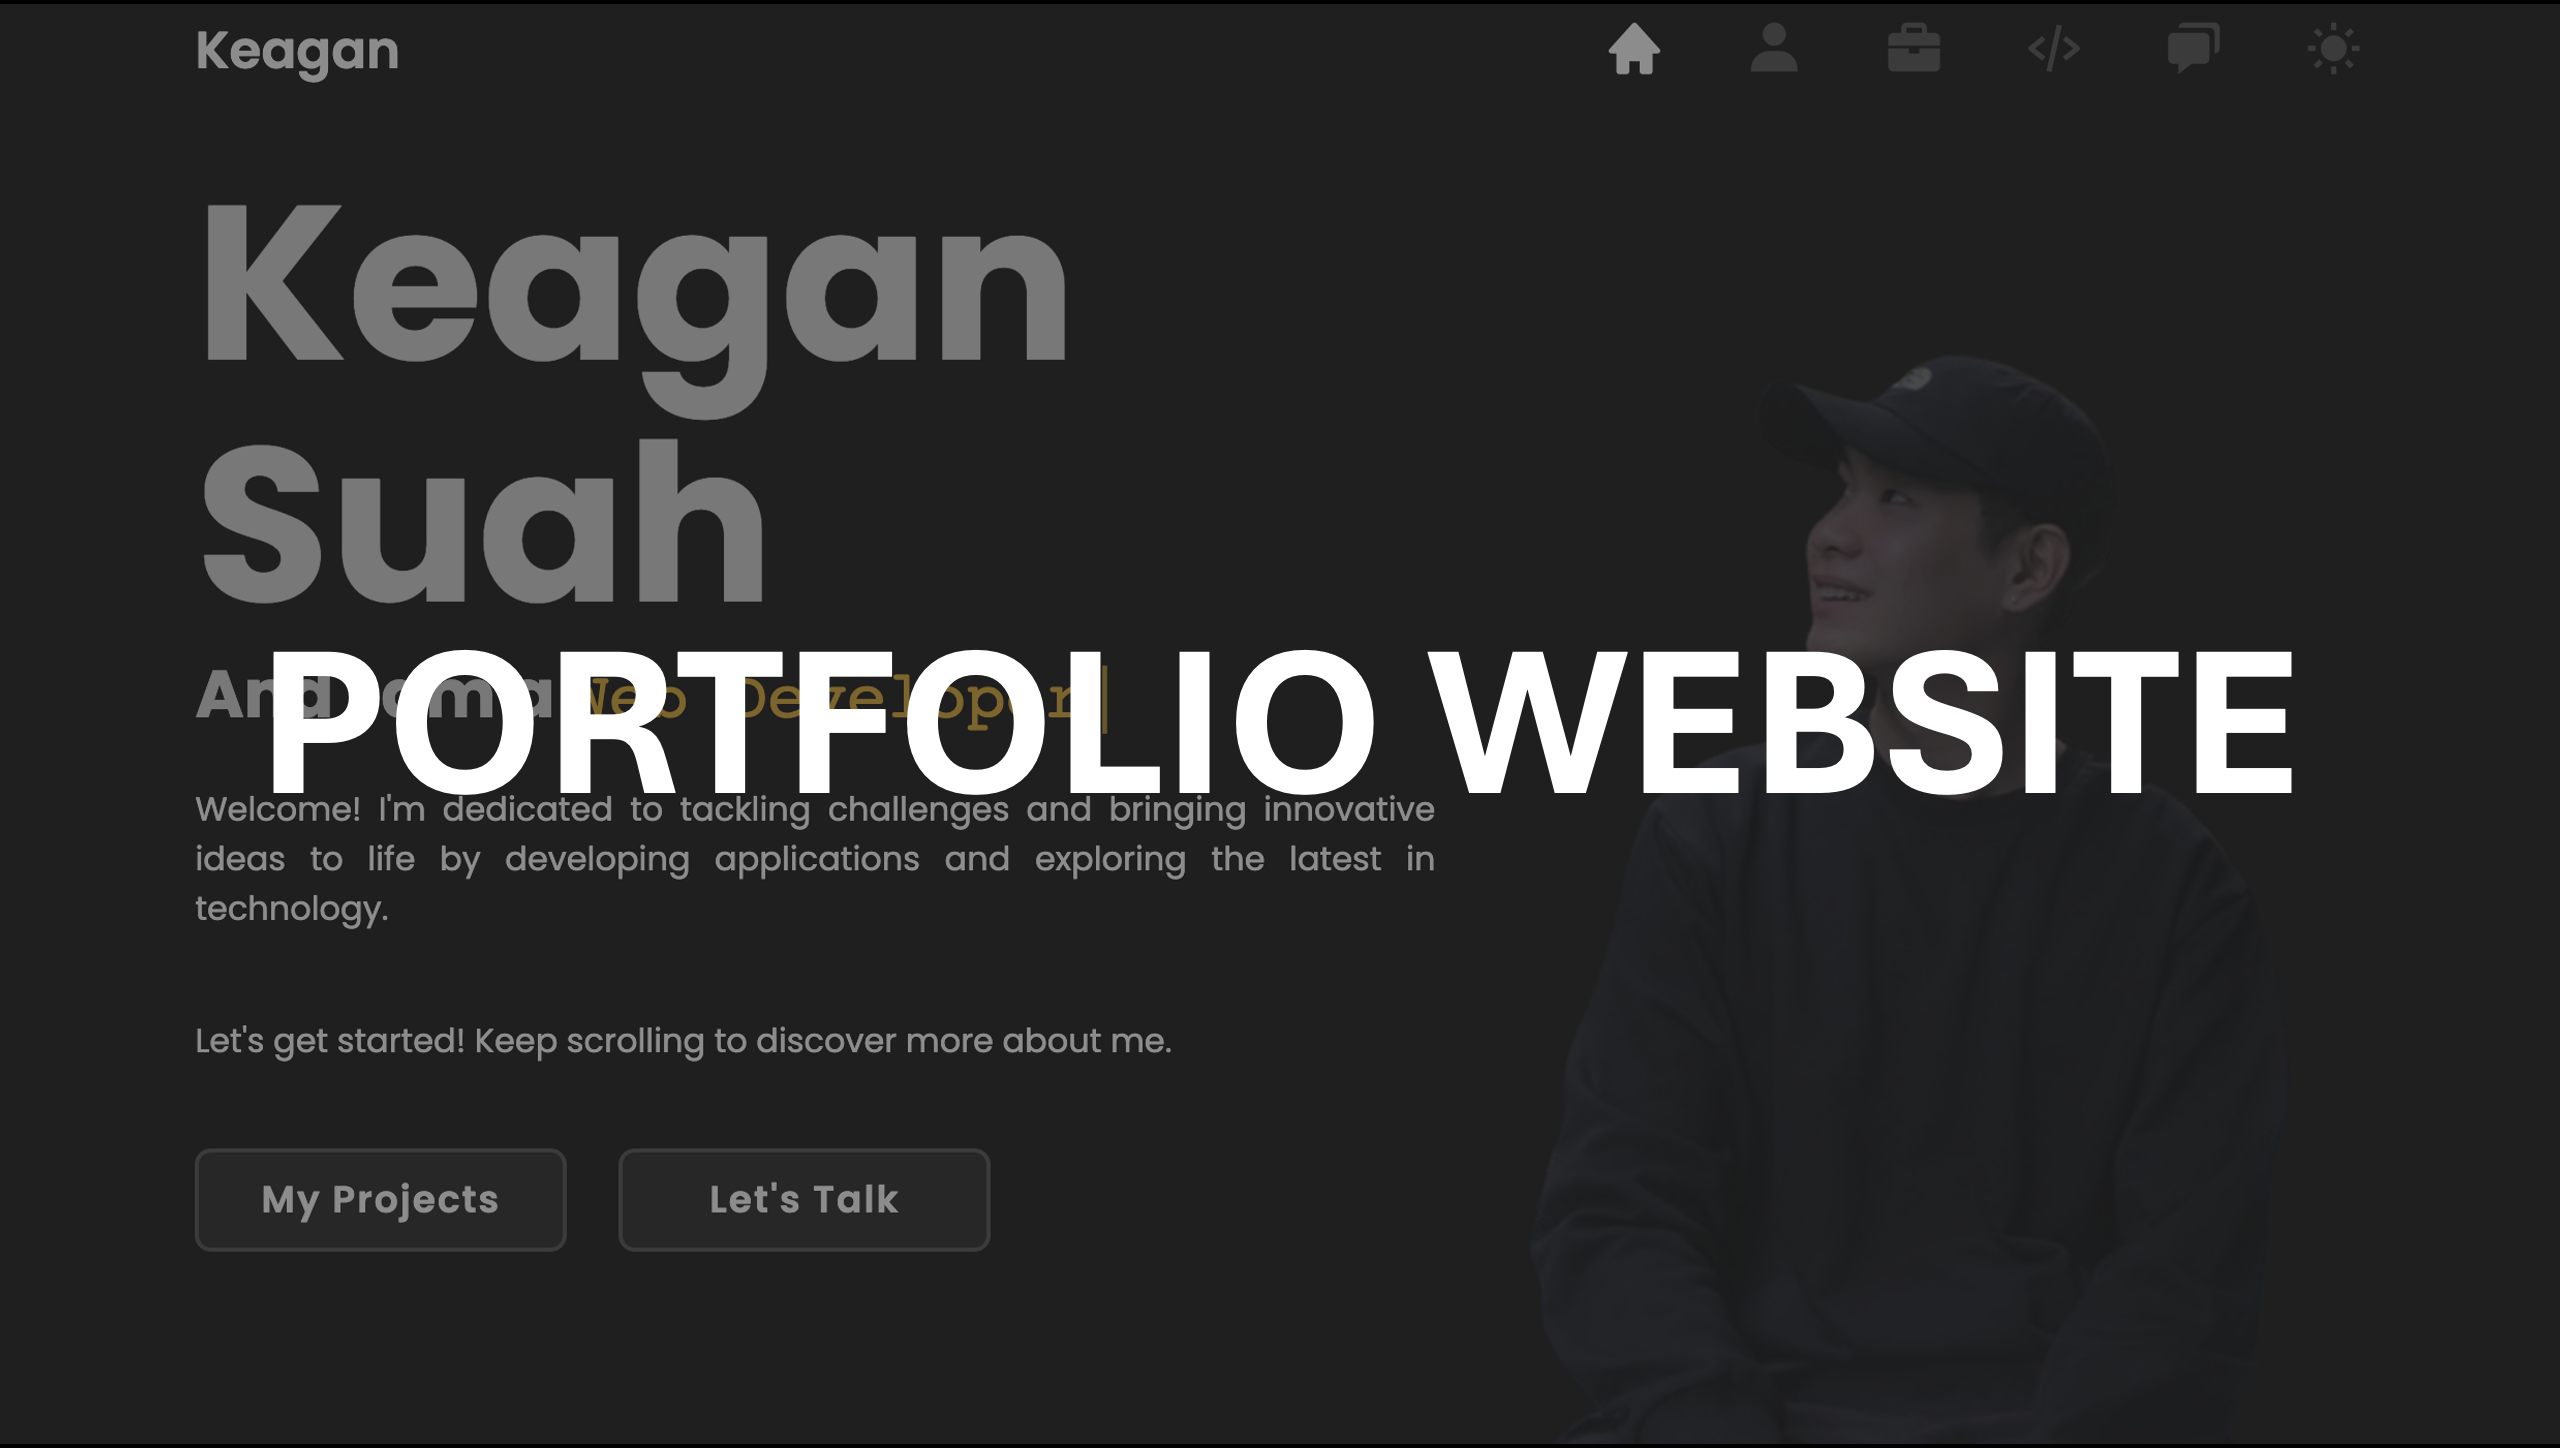 Keagan
Keagan
Suah
And I am a Web Developer
PORTFOLIO WEBSITE
Welcome! I'm dedicated to tackling challenges and bringing innovative
ideas to life by developing applications and exploring the latest in
technology.
Let's get started! Keep scrolling to discover more about me.
My Projects
Let's Talk